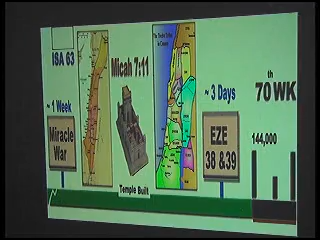 ISA 63
~ 1 Week
Miracle
War
Micah 7:11
Temple Built
~ 3 Days
EZE
38 &39
th
70 WK
144,000